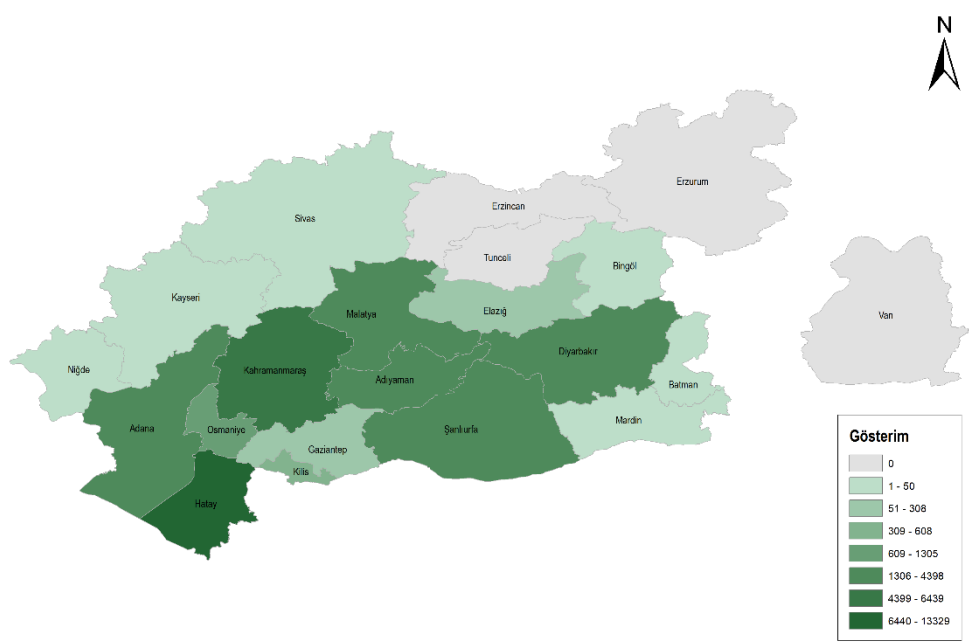 N
Erzurum
Erzincan
Sivas
Tunceli
Bingöl
Kayseri
Elazığ
Malatya
Van
Diyarbakır
Niğde
Kahramanmaraş
Adıyaman
Batman
Mardin
Adana
Osmaniye
Şanlıurfa
Gaziantep
Kilis
Hatay
Gösterim
0
1 - 50
51 - 308
309 - 608
609 - 1305
1306 - 4398
4399 - 6439
6440 - 13329